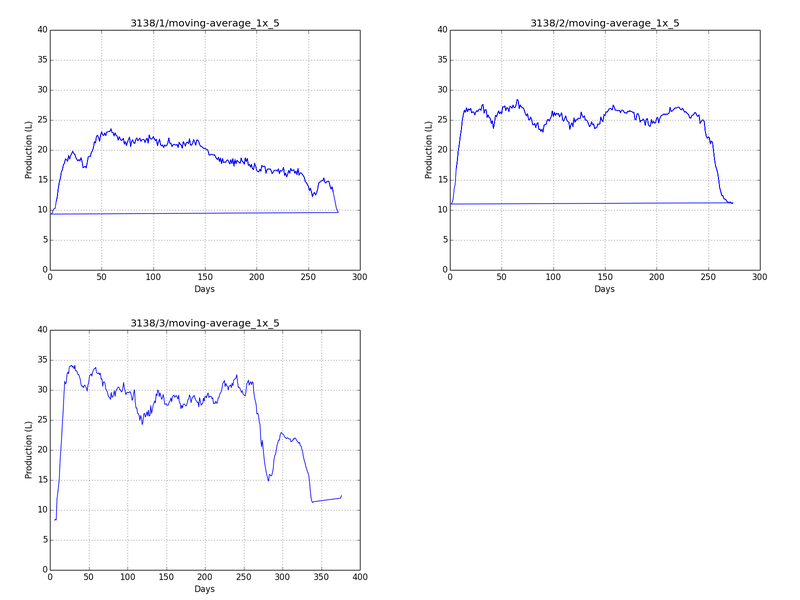 3138/1/moving-average_1x_5
40
35
30
25
20
15
10
5
0
Production (L)
0 50 100 150 200 250 300
Days
3138/2/moving-average_1x_5
40
35
30
25
20
15
10
5
0
Production (L)
0 50 100 150 200 250 300
Days
3138/3/moving-average_1x_5
40
35
30
25
20
15
10
5
0
Production (L)
0 50 100 150 200 250 300 350 400
Days